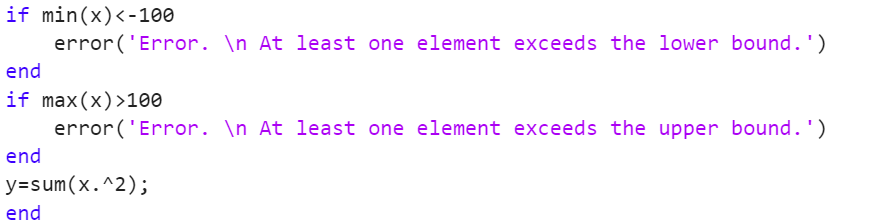 if min(x)<-100
    error('Error. \n At least one element exceeds the lower bound.')
end
if max(x)>100
    error('Error. \n At least one element exceeds the upper bound.')
end
y=sum(x.^2);
end